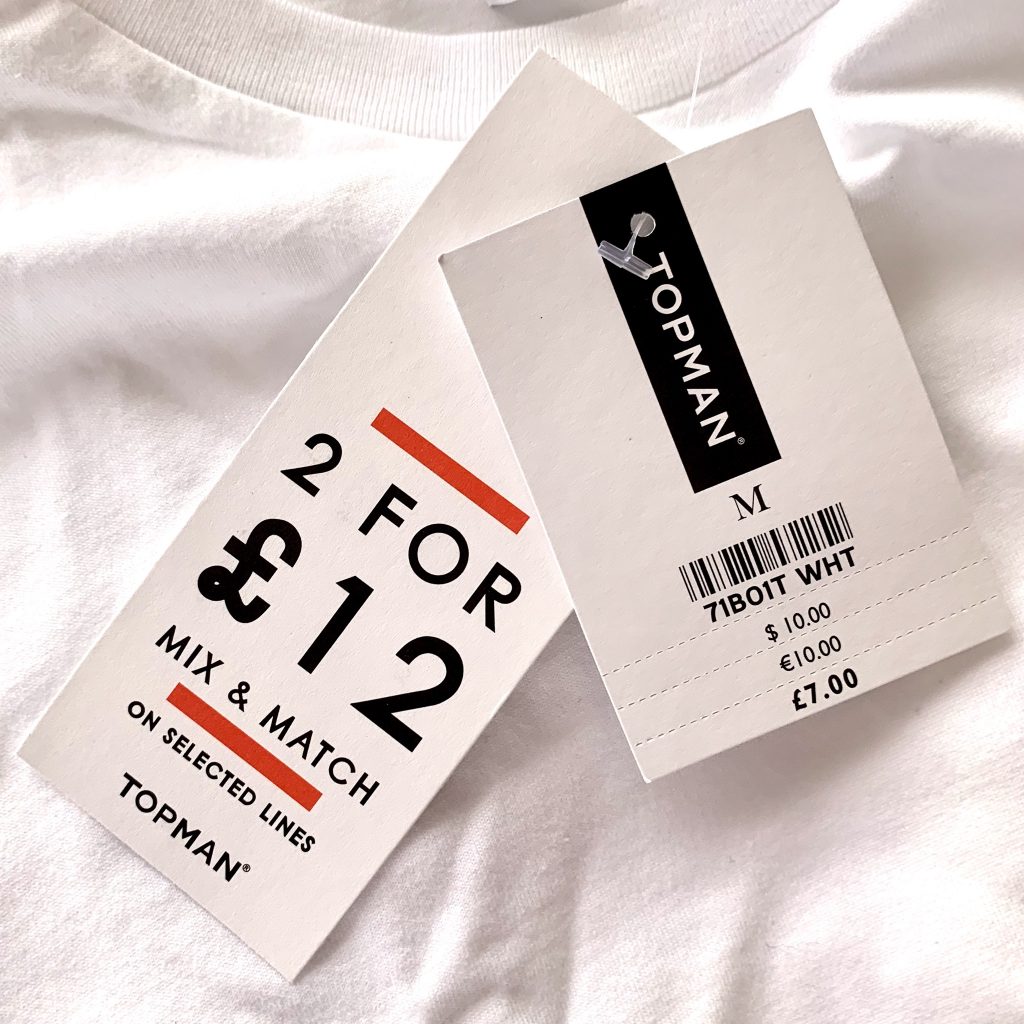 2 FOR
£12
MIX & MATCH
ON SELECTED LINES
TOPMAN®
TOPMAN®
M
71B01T WHT
$ 10.00
€10.00
£7.00